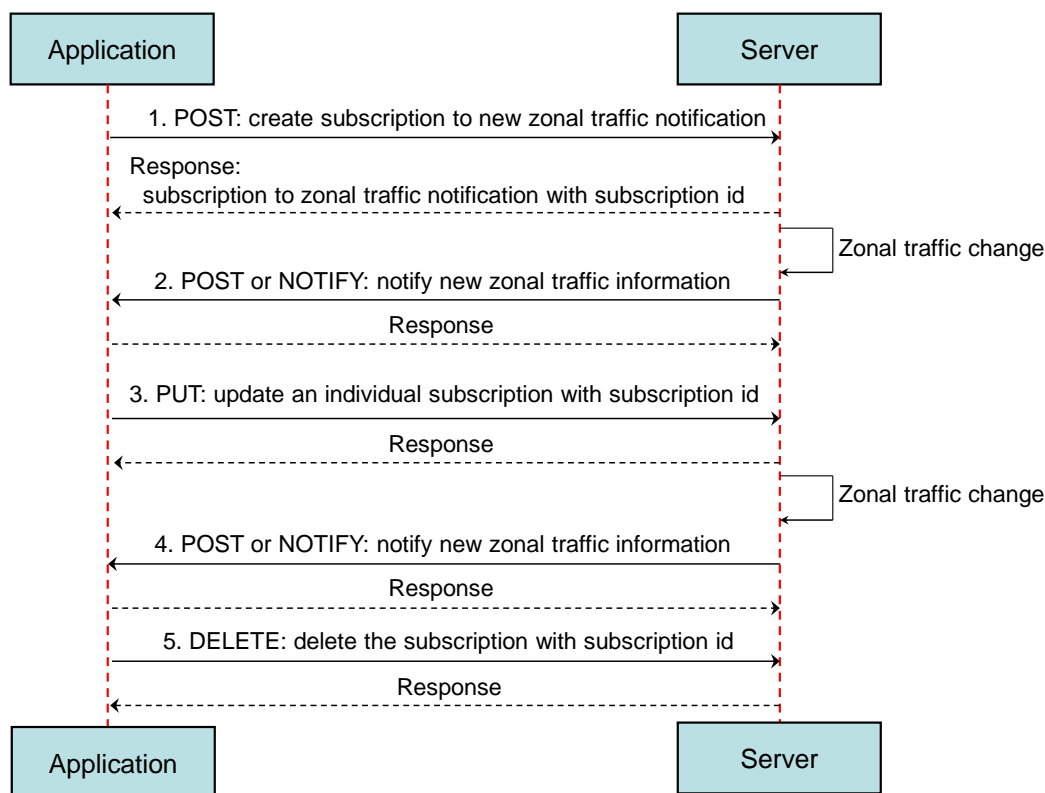 Application
Server
1. POST: create subscription to new zonal traffic notification
Response:
subscription to zonal traffic notification with subscription id
Zonal traffic change
2. POST or NOTIFY: notify new zonal traffic information
Response
3. PUT: update an individual subscription with subscription id
Response
Zonal traffic change
4. POST or NOTIFY: notify new zonal traffic information
Response
5. DELETE: delete the subscription with subscription id
Response
Application
Server